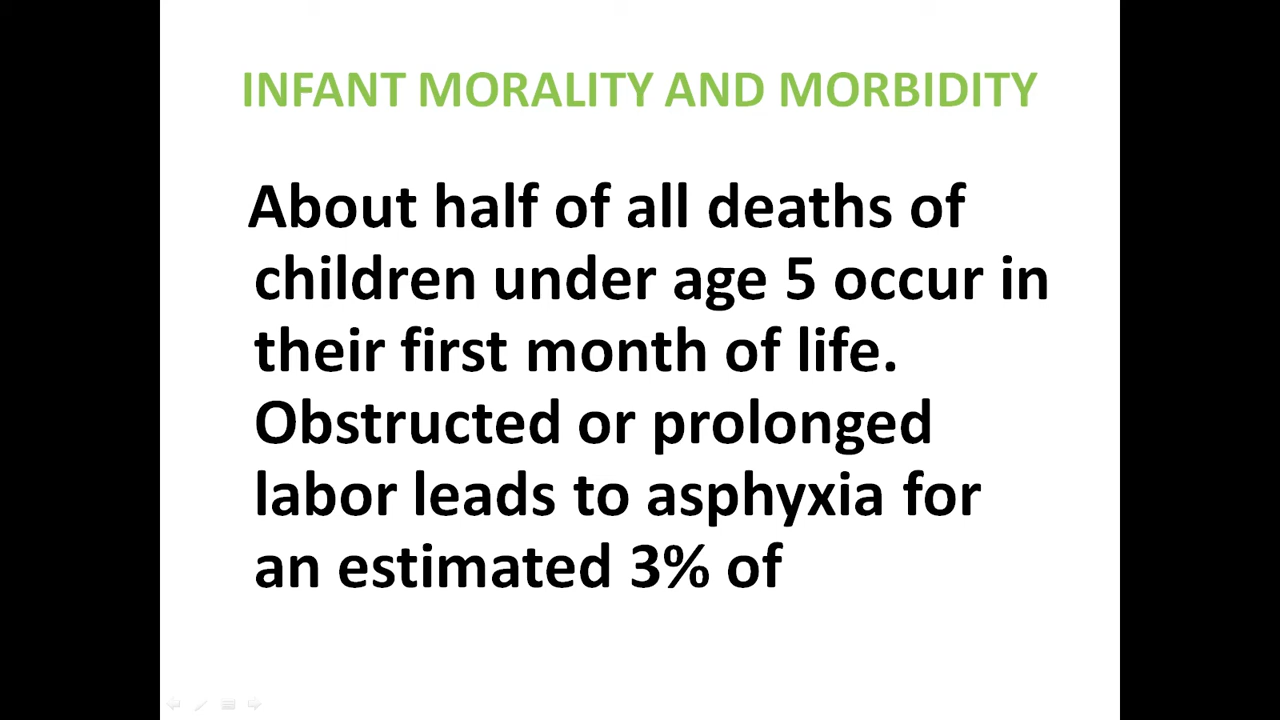 INFANT MORALITY AND MORBIDITY
About half of all deaths of
children under age 5 occur in
their first month of life.
Obstructed or prolonged
labor leads to asphyxia for
an estimated 3% of